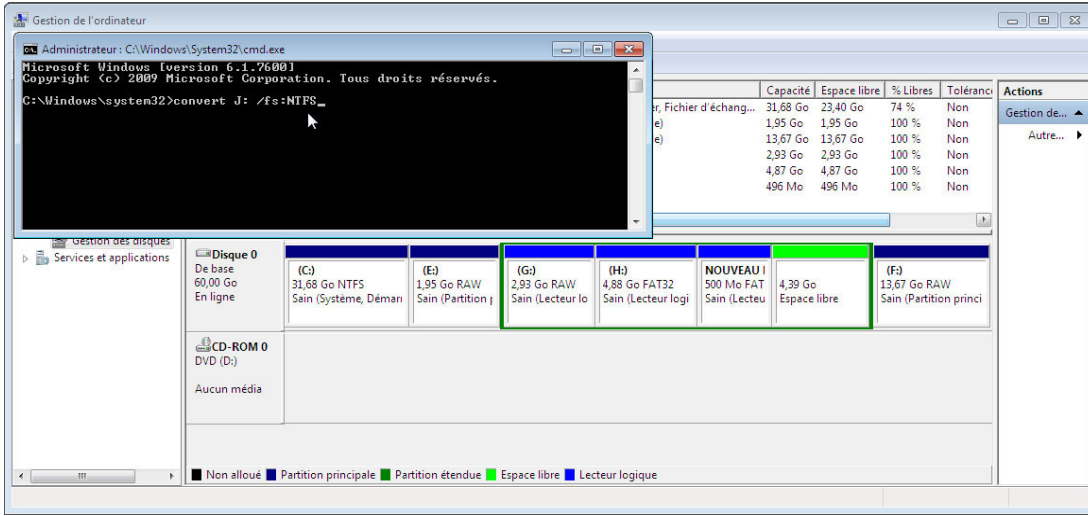 Gestion de l'ordinateur
Administrateur : C:\Windows\System32\cmd.exe
Microsoft Windows [version 6.1.7600]
Copyright (c) 2009 Microsoft Corporation. Tous droits réservés.
C:\Windows\system32>convert J: /fs:NTFS_
Capacité Espace libre % Libres Tolérance
er, Fichier d'échang... 31,68 Go 23,40 Go 74 % Non
e) 1,95 Go 1,95 Go 100 % Non
e) 13,67 Go 13,67 Go 100 % Non
2,93 Go 2,93 Go 100 % Non
4,87 Go 4,87 Go 100 % Non
496 Mo 496 Mo 100 % Non
Actions
Gestion de...
Autre...
Gestion des disques
Services et applications
Disque 0
De base
60,00 Go
En ligne
(C:)
31,68 Go NTFS
Sain (Système, Déman
(E:)
1,95 Go RAW
Sain (Partition p
(G:)
2,93 Go RAW
Sain (Lecteur lo
(H:)
4,88 Go FAT32
Sain (Lecteur logi
NOUVEAU I
500 Mo FAT
Sain (Lecteu
4,39 Go
Espace libre
(F:)
13,67 Go RAW
Sain (Partition princi
CD-ROM 0
DVD (D:)
Aucun média
Non alloué Partition principale Partition étendue Espace libre Lecteur logique